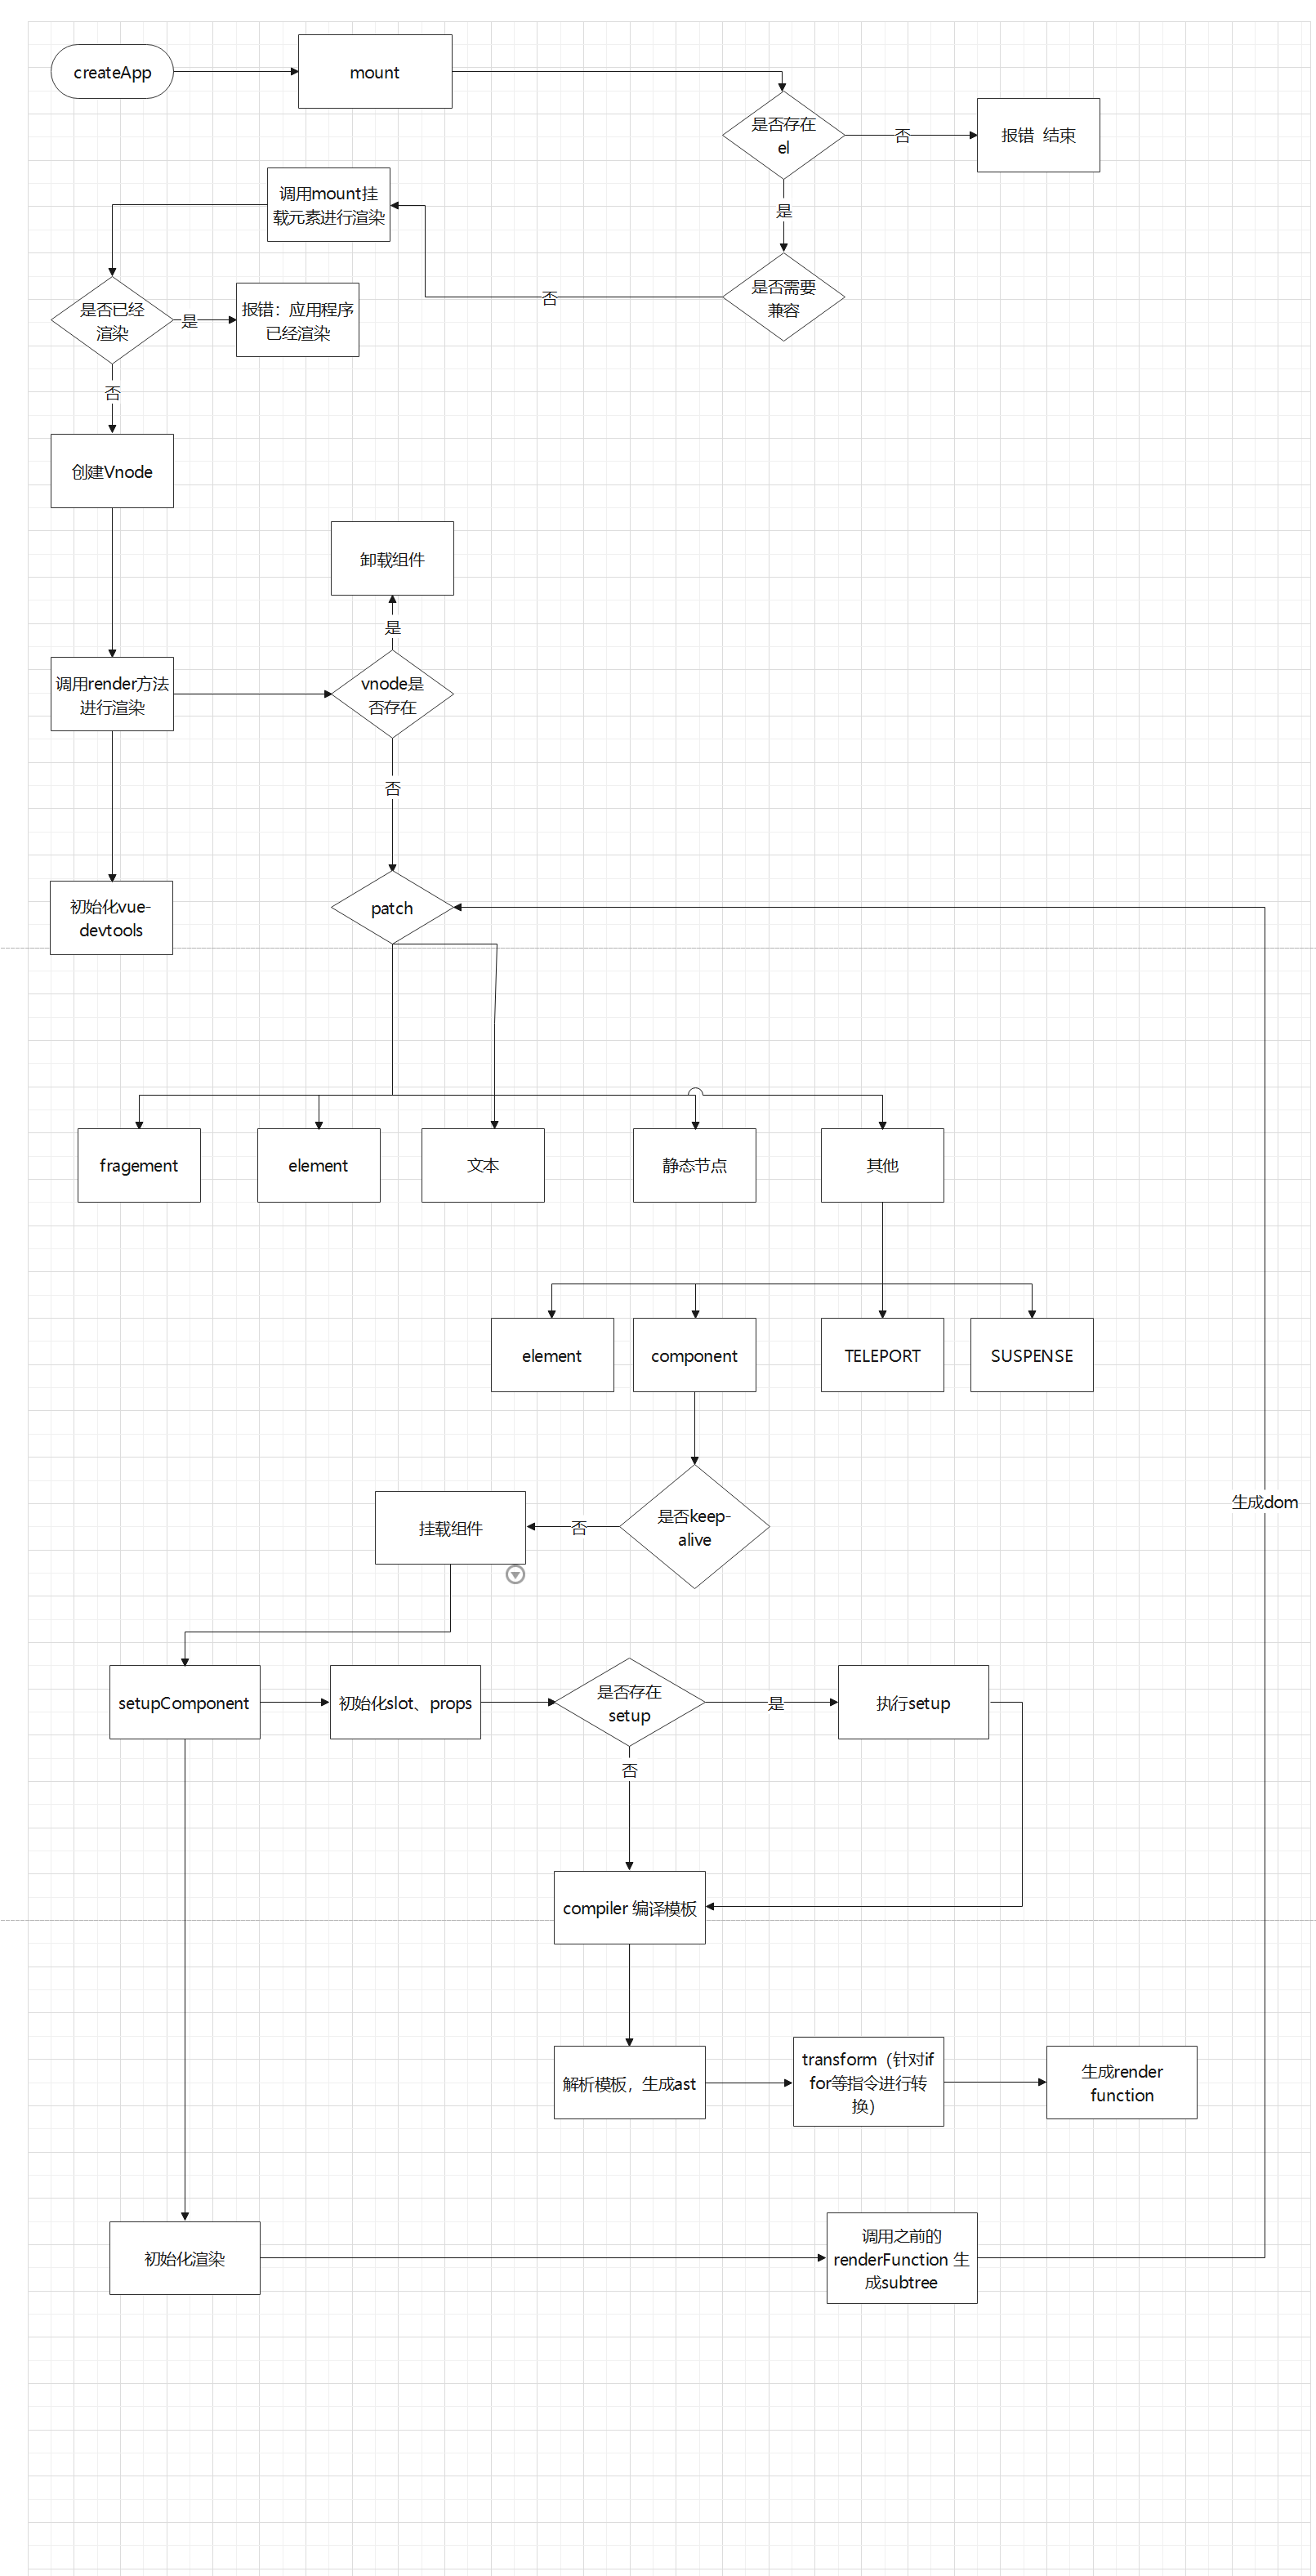 createApp
mount
是否存在
el
否
报错  结束
是
调用mount挂
载元素进行渲染
是否需要
兼容
否
是否已经
渲染
是
报错：应用程序
已经渲染
否
创建Vnode
卸载组件
是
调用render方法
进行渲染
vnode是
否存在
否
初始化vue-
devtools
patch
fragement
element
文本
静态节点
其他
element
component
TELEPORT
SUSPENSE
生成dom
挂载组件
否
是否keep-
alive
setupComponent
初始化slot、props
是否存在
setup
是
执行setup
否
compiler 编译模板
解析模板，生成ast
transform（针对if
for等指令进行转
换）
生成render
function
初始化渲染
调用之前的
renderFunction 生
成subtree